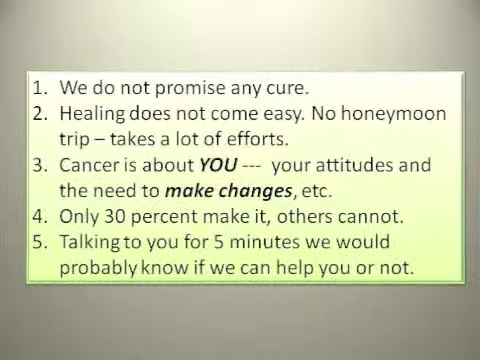 1. We do not promise any cure.
2. Healing does not come easy. No honeymoon
trip – takes a lot of efforts.
3. Cancer is about YOU --- your attitudes and
the need to make changes, etc.
4. Only 30 percent make it, others cannot.
5. Talking to you for 5 minutes we would
probably know if we can help you or not.